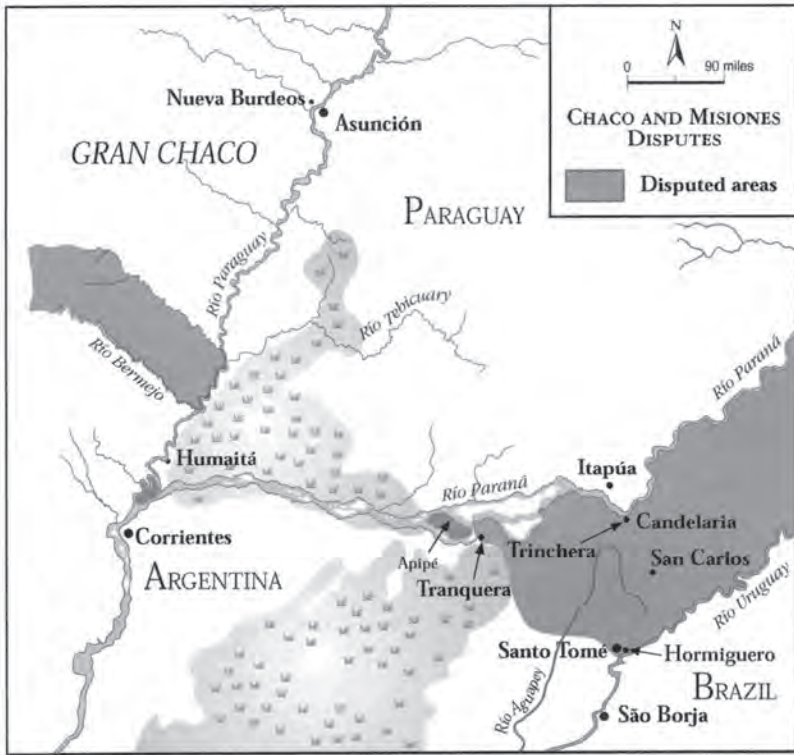 N
0 90 miles
CHACO AND MISIONES
DISPUTES
Disputed areas
Nueva Burdeos
Asunción
GRAN CHACO
PARAGUAY
Río Paraguay
Río Tebicuary
Río Bermejo
Río Paraná
Humaitá
Itapúa
Río Paraná
Corrientes
Candelaria
Trinchera
Apipé
San Carlos
ARGENTINA
Tranquera
Río Uruguay
Santo Tomé
Hormiguero
BRAZIL
Río Aguapey
São Borja